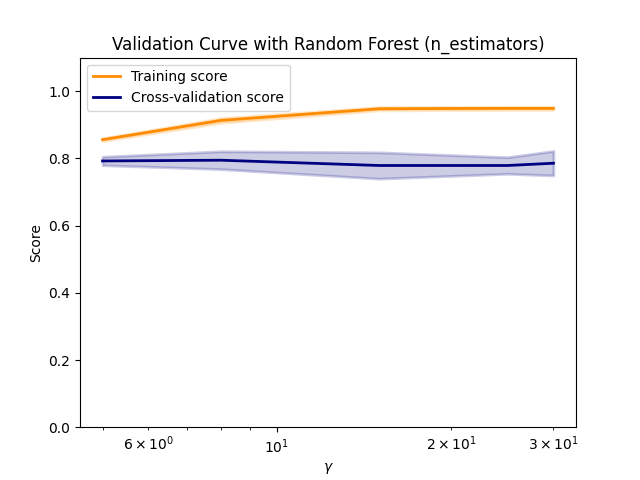 Validation Curve with Random Forest (n_estimators)
Training score
Cross-validation score
Score
1.0
0.8
0.6
0.4
0.2
0.0
6 × 10⁰
10¹
2 × 10¹
3 × 10¹
γ